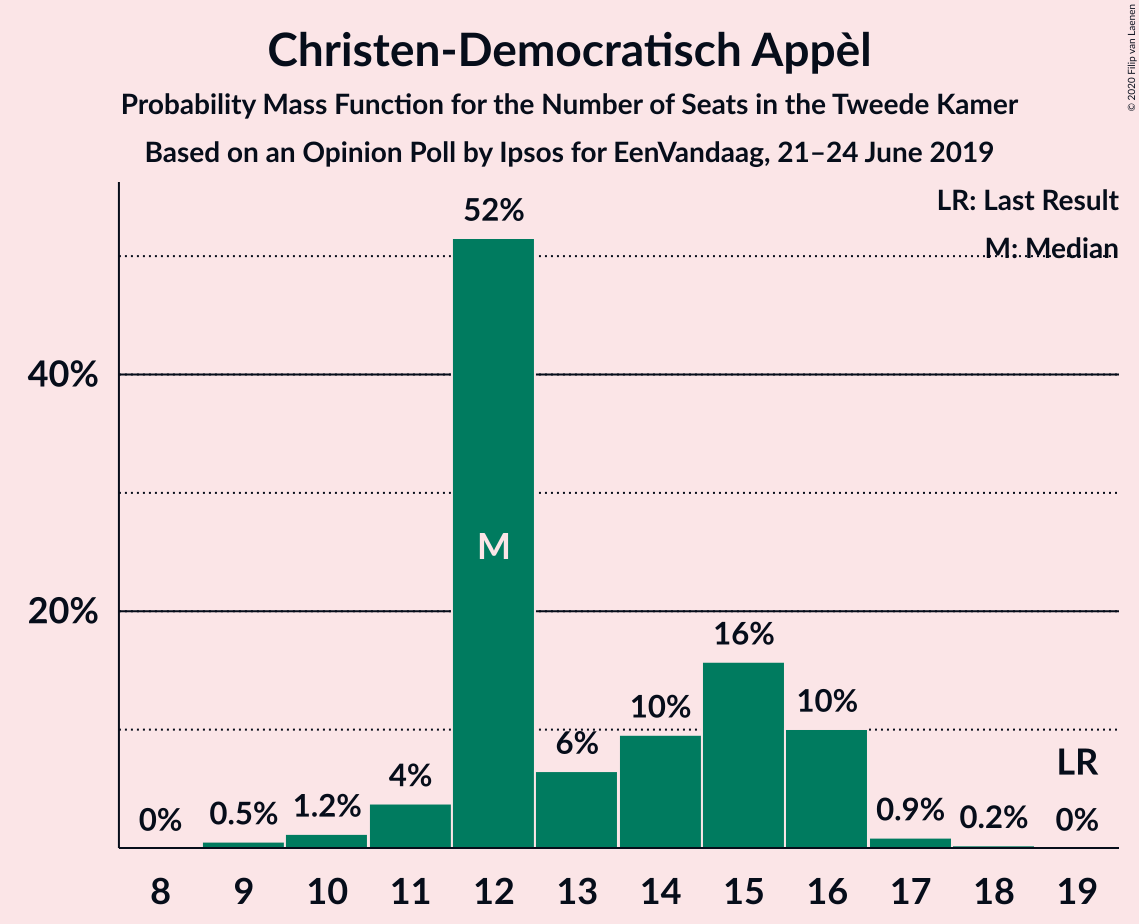 Christen-Democratisch Appèl
Probability Mass Function for the Number of Seats in the Tweede Kamer
Based on an Opinion Poll by Ipsos for EenVandaag, 21–24 June 2019
© 2020 Filip van Laenen
LR: Last Result
M: Median
40%
20%
0%
0.5%
1.2%
4%
52%
M
6%
10%
16%
10%
0.9%
0.2%
LR
0%
8 9 10 11 12 13 14 15 16 17 18 19